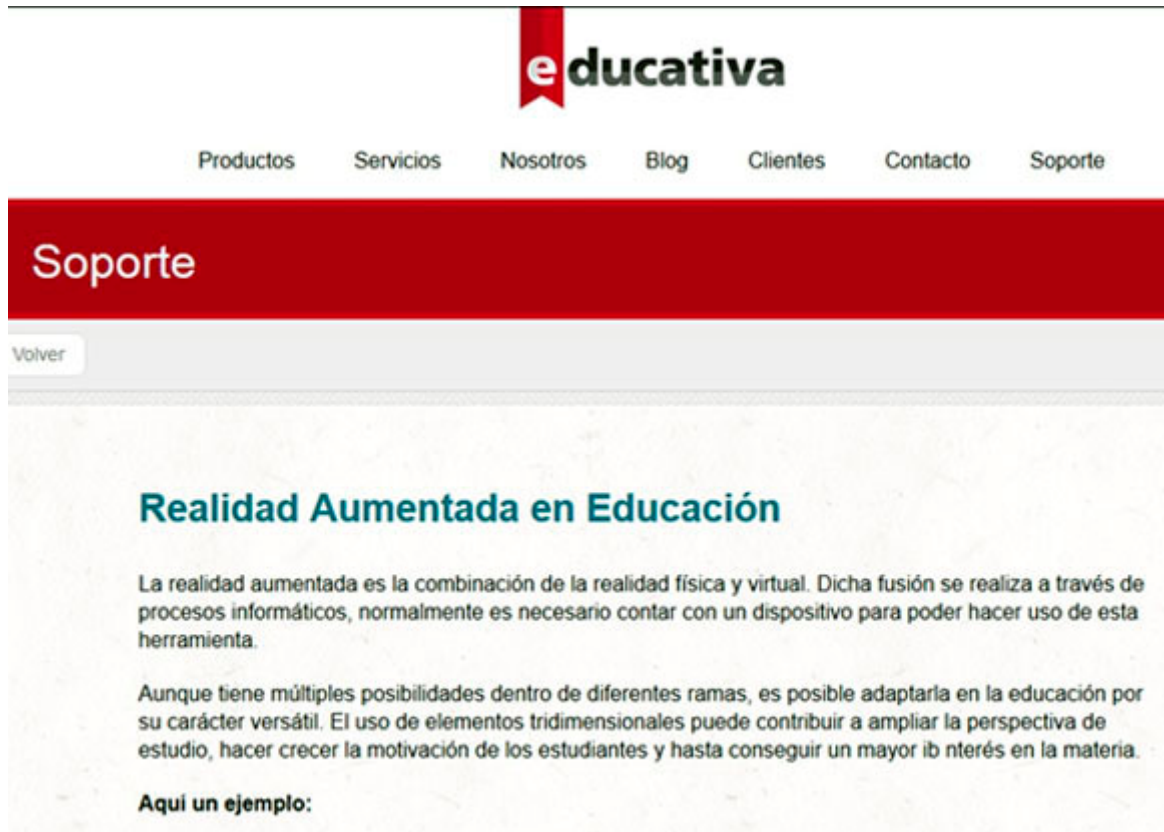 educativa
Productos Servicios Nosotros Blog Clientes Contacto Soporte
Soporte
Volver
Realidad Aumentada en Educación
La realidad aumentada es la combinación de la realidad física y virtual. Dicha fusión se realiza a través de
procesos informáticos, normalmente es necesario contar con un dispositivo para poder hacer uso de esta
herramienta.
Aunque tiene múltiples posibilidades dentro de diferentes ramas, es posible adaptarla en la educación por
su carácter versátil. El uso de elementos tridimensionales puede contribuir a ampliar la perspectiva de
estudio, hacer crecer la motivación de los estudiantes y hasta conseguir un mayor ib nterés en la materia.
Aquí un ejemplo: